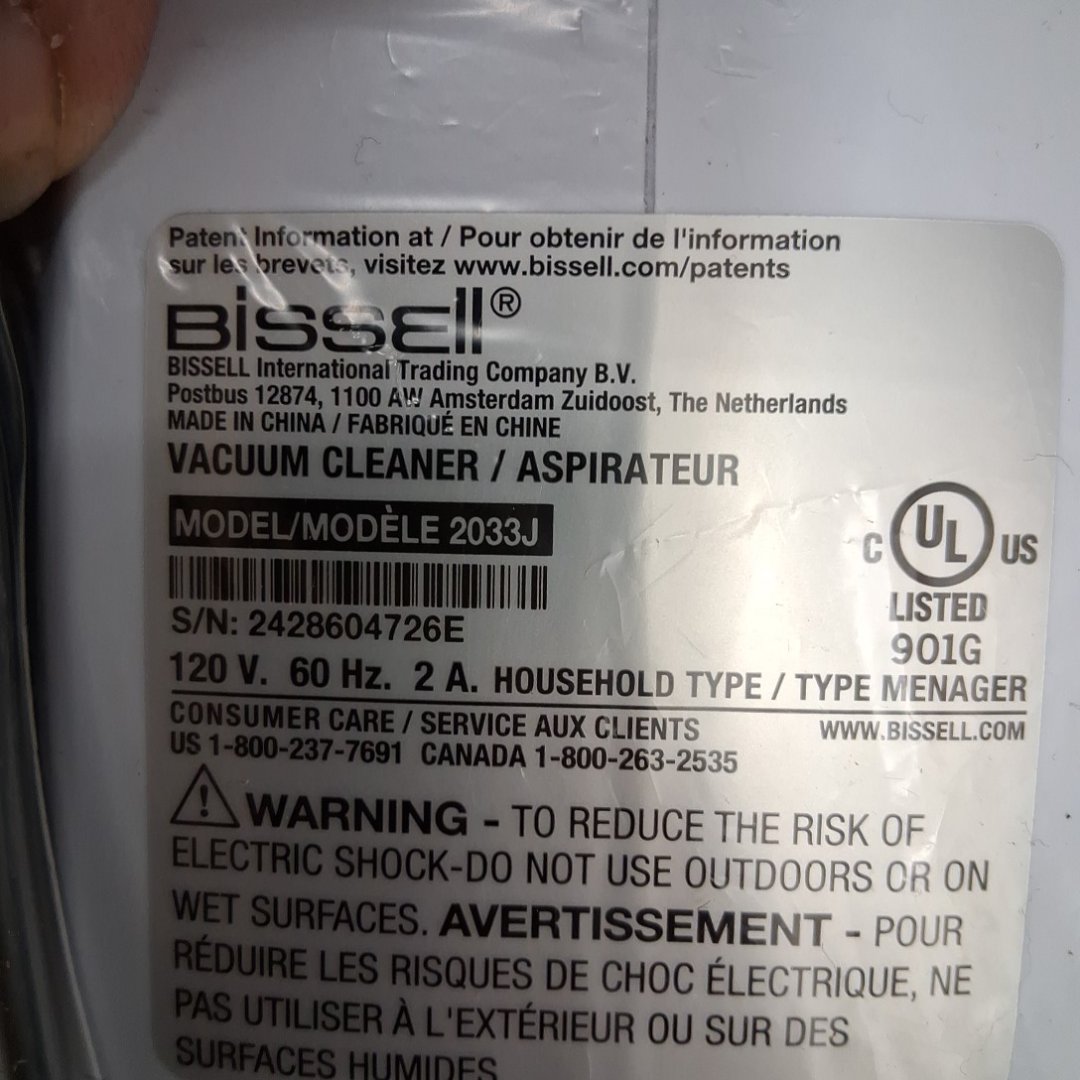 Patent Information at / Pour obtenir de l'information
sur les brevets, visitez www.bissell.com/patents
BISSELL®
BISSELL International Trading Company B.V.
Postbus 12874, 1100 AW Amsterdam Zuidoost, The Netherlands
MADE IN CHINA / FABRIQUÉ EN CHINE
VACUUM CLEANER / ASPIRATEUR
MODEL/MODÈLE 2033J
C UL US
LISTED
901G
S/N: 2428604726E
120 V. 60 Hz. 2 A. HOUSEHOLD TYPE / TYPE MENAGER
CONSUMER CARE / SERVICE AUX CLIENTS WWW.BISSELL.COM
US 1-800-237-7691 CANADA 1-800-263-2535
WARNING - TO REDUCE THE RISK OF
ELECTRIC SHOCK-DO NOT USE OUTDOORS OR ON
WET SURFACES. AVERTISSEMENT - POUR
RÉDUIRE LES RISQUES DE CHOC ÉLECTRIQUE, NE
PAS UTILISER À L'EXTÉRIEUR OU SUR DES
SURFACES HUMIDES